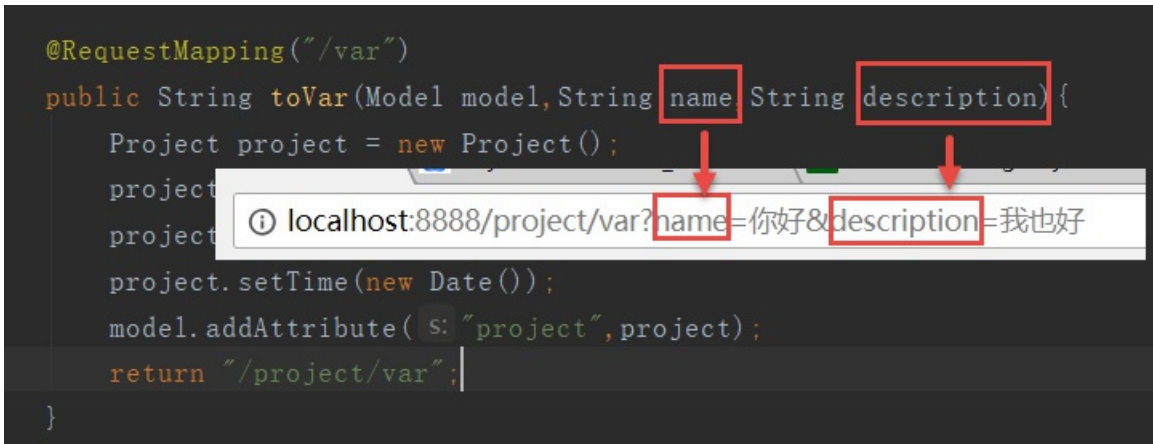 @RequestMapping("/var")
public String toVar(Model model,String name,String description){
Project project = new Project();
project
localhost:8888/project/var?name=你好&description=我也好
project
project.setTime(new Date());
model.addAttribute( s: "project",project);
return "/project/var";
}